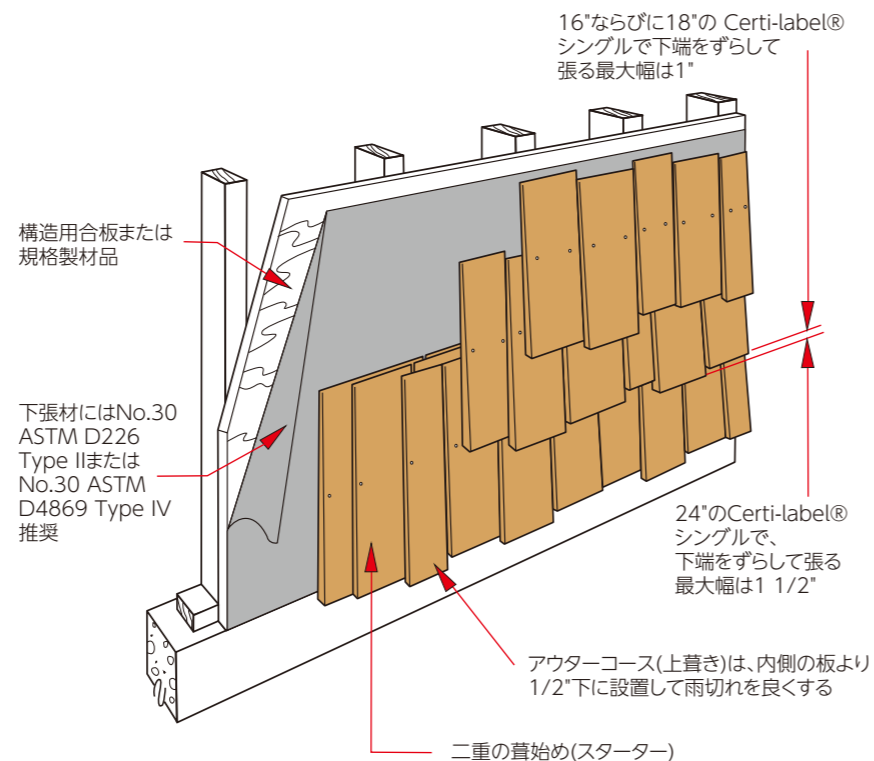 16"ならびに18"の Certi-label®
シングルで下端をずらして
張る最大幅は1"
構造用合板または
規格製材品
下張材にはNo.30
ASTM D226
Type IIまたは
No.30 ASTM
D4869 Type IV
推奨
24"のCerti-label®
シングルで、
下端をずらして張る
最大幅は1 1/2"
アウターコース(上葺き)は、内側の板より
1/2"下に設置して雨切れを良くする
二重の葺始め(スターター)